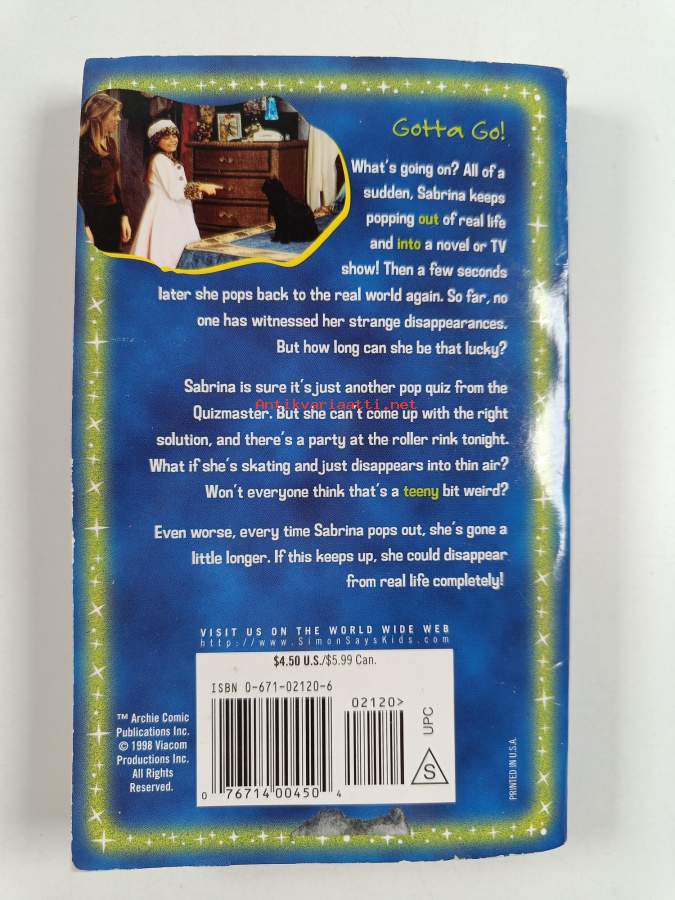 Gotta Go!
What's going on? All of a
sudden, Sabrina keeps
popping out of real life
and into a novel or TV
show! Then a few seconds
later she pops back to the real world again. So far, no
one has witnessed her strange disappearances.
But how long can she be that lucky?
Sabrina is sure it's just another pop quiz from the
Antikvariaatti.net
Quizmaster. But she can't come up with the right
solution, and there's a party at the roller rink tonight.
What if she's skating and just disappears into thin air?
Won't everyone think that's a teeny bit weird?
Even worse, every time Sabrina pops out, she's gone a
little longer. If this keeps up, she could disappear
from real life completely!
VISIT US ON THE WORLD WIDE WEB
http://www.SimonSaysKids.com
$4.50 U.S./$5.99 Can.
ISBN 0-671-02120-6
02120>
UPC
S
0 76714 00450 4
™ Archie Comic
Publications Inc.
© 1998 Viacom
Productions Inc.
All Rights
Reserved.
PRINTED IN U.S.A.